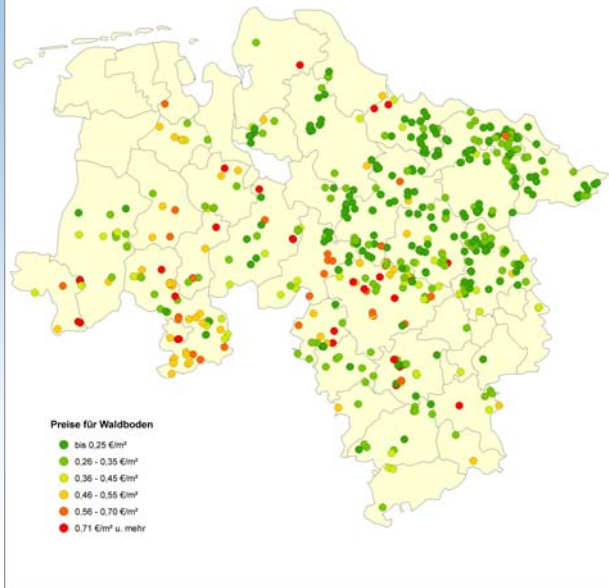 Preise für Waldboden
bis 0,25 €/m²
0,26 - 0,35 €/m²
0,36 - 0,45 €/m²
0,46 - 0,55 €/m²
0,56 - 0,70 €/m²
0,71 €/m² u. mehr